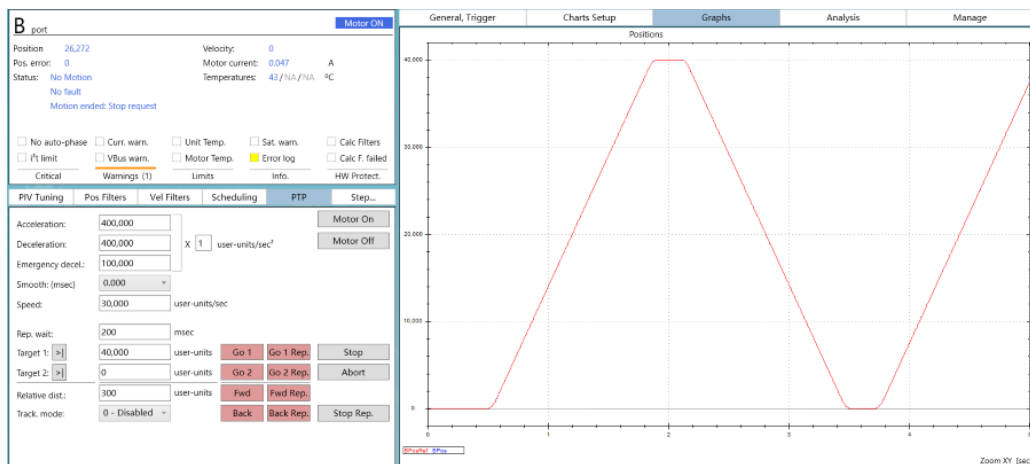 B port
Motor ON
Position 26,272 Velocity: 0
Pos. error: 0 Motor current: 0.047 A
Status: No Motion Temperatures: 43 / NA / NA ºC
No fault
Motion ended: Stop request
No auto-phase Curr. warn. Unit Temp. Sat. warn. Calc Filters
i²t limit VBus warn. Motor Temp. Error log Calc F. failed
Critical Warnings (1) Limits Info. HW Protect.
PIV Tuning Pos Filters Vel Filters Scheduling PTP Step...
Acceleration: 400,000 Motor On
Deceleration: 400,000 X 1 user-units/sec² Motor Off
Emergency decel.: 100,000
Smooth: (msec) 0.000
Speed: 30,000 user-units/sec
Rep. wait: 200 msec
Target 1: >| 40,000 user-units Go 1 Go 1 Rep. Stop
Target 2: >| 0 user-units Go 2 Go 2 Rep. Abort
Relative dist.: 300 user-units Fwd Fwd Rep.
Track. mode: 0 - Disabled Back Back Rep. Stop Rep.
General, Trigger Charts Setup Graphs Analysis Manage
Positions
40,000
30,000
20,000
10,000
0
0 1 2 3 4 5
BPosRef BPos
Zoom XY [sec